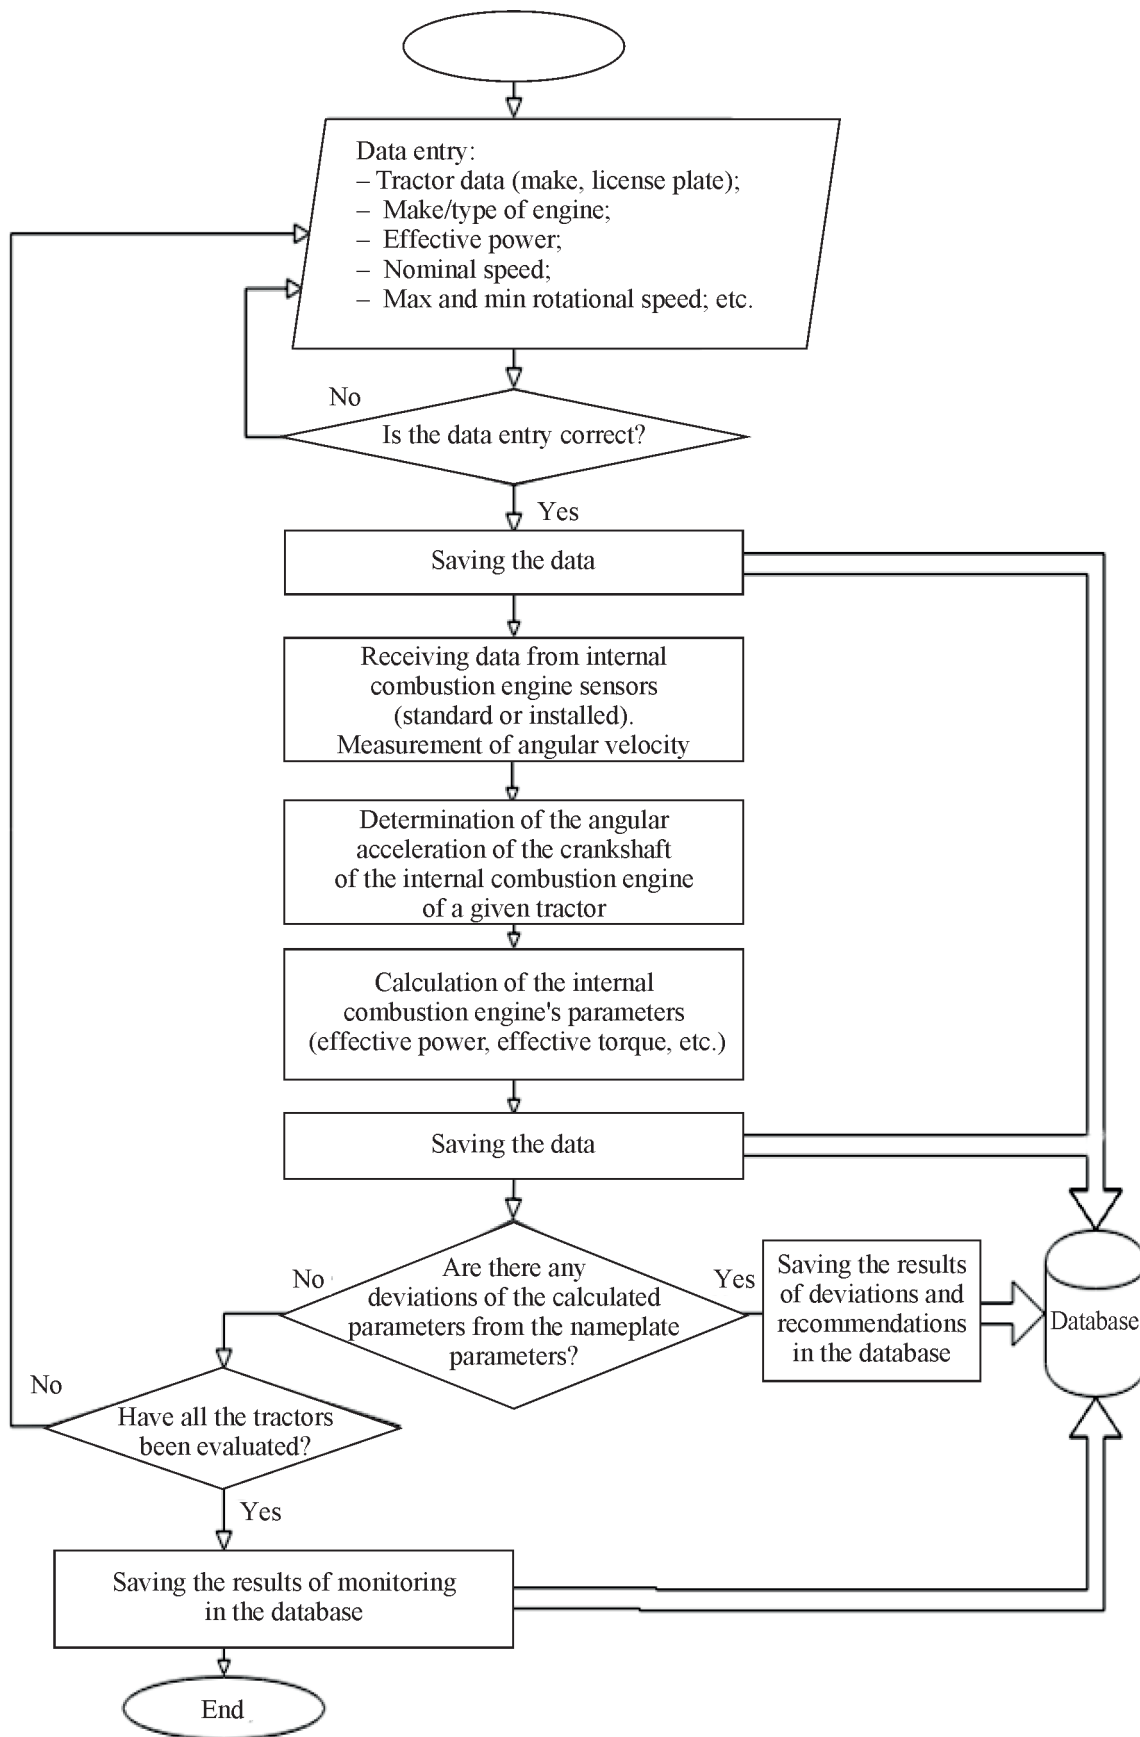 Data entry:
– Tractor data (make, license plate);
– Make/type of engine;
– Effective power;
– Nominal speed;
– Max and min rotational speed; etc.
No
Is the data entry correct?
Yes
Saving the data
Receiving data from internal
combustion engine sensors
(standard or installed).
Measurement of angular velocity
Determination of the angular
acceleration of the crankshaft
of the internal combustion engine
of a given tractor
Calculation of the internal
combustion engine's parameters
(effective power, effective torque, etc.)
Saving the data
No
Are there any
deviations of the calculated
parameters from the nameplate
parameters?
Yes
Saving the results
of deviations and
recommendations
in the database
Database
No
Have all the tractors
been evaluated?
Yes
Saving the results of monitoring
in the database
End